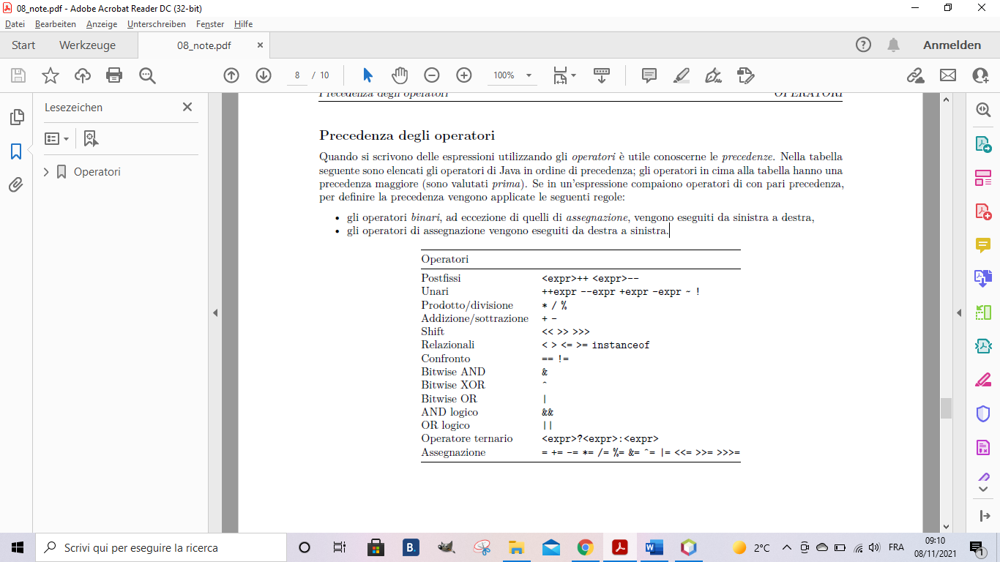 08_note.pdf - Adobe Acrobat Reader DC (32-bit)
Datei Bearbeiten Anzeige Unterschreiben Fenster Hilfe
Start Werkzeuge 08_note.pdf × Anmelden
8 / 10 100%
Lesezeichen
Operatori
Precedenza degli operatori OPERATORI
Precedenza degli operatori
Quando si scrivono delle espressioni utilizzando gli operatori è utile conoscerne le precedenze. Nella tabella
seguente sono elencati gli operatori di Java in ordine di precedenza; gli operatori in cima alla tabella hanno una
precedenza maggiore (sono valutati prima). Se in un'espressione compaiono operatori di con pari precedenza,
per definire la precedenza vengono applicate le seguenti regole:
• gli operatori binari, ad eccezione di quelli di assegnazione, vengono eseguiti da sinistra a destra,
• gli operatori di assegnazione vengono eseguiti da destra a sinistra.
Operatori
Postfissi <expr>++ <expr>--
Unari ++expr --expr +expr -expr ~ !
Prodotto/divisione * / %
Addizione/sottrazione + -
Shift << >> >>>
Relazionali < > <= >= instanceof
Confronto == !=
Bitwise AND &
Bitwise XOR ^
Bitwise OR |
AND logico &&
OR logico ||
Operatore ternario <expr>?<expr>:<expr>
Assegnazione = += -= *= /= %= &= ^= |= <<= >>= >>>=
Scrivi qui per eseguire la ricerca
B.
2°C
FRA
09:10
08/11/2021
1